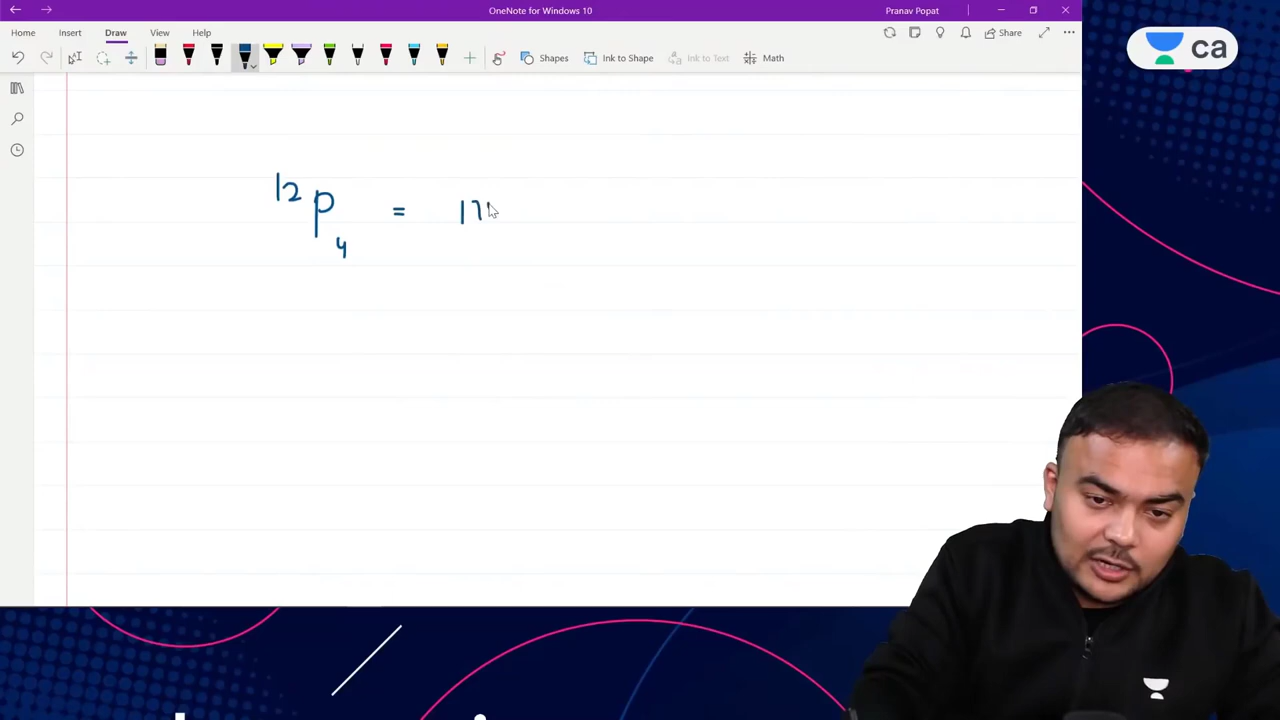 OneNote for Windows 10
Pranav Popat
Home Insert Draw View Help
Share
Shapes
Ink to Shape
Ink to Text
Math
ca
12
P
4
= 17